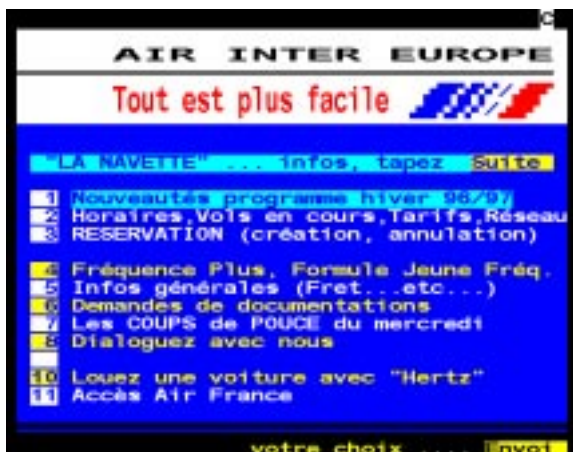 C
AIR INTER EUROPE
Tout est plus facile
"LA NAVETTE" ... infos, tapez Suite
1 Nouveautés programme hiver 96/97
2 Horaires,Vols en cours,Tarifs,Réseau
3 RESERVATION (création, annulation)
4 Fréquence Plus, Formule Jeune Fréq.
5 Infos générales (Fret...etc...)
6 Demandes de documentations
7 Les COUPS de POUCE du mercredi
8 Dialoguez avec nous
10 Louez une voiture avec "Hertz"
11 Accès Air France
votre choix .... Envoi